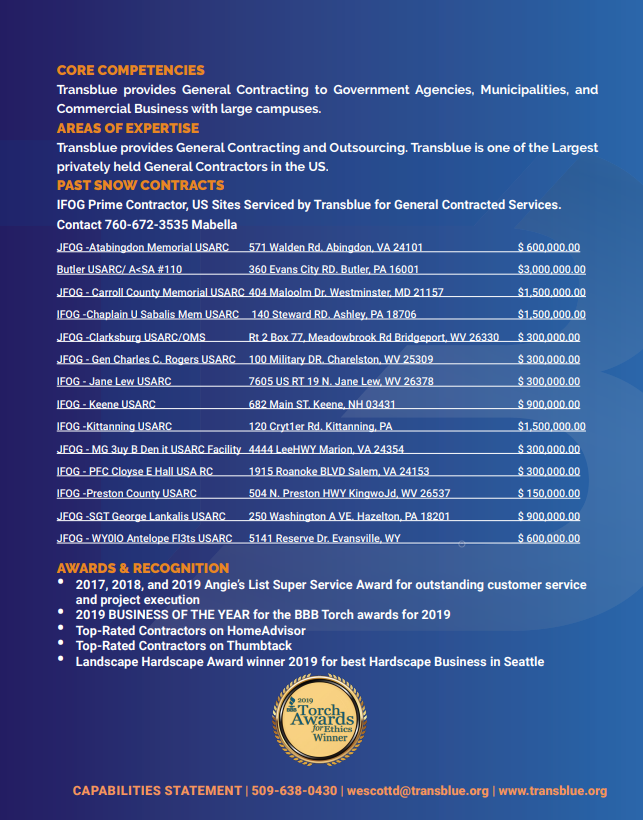 CORE COMPETENCIES
Transblue provides General Contracting to Government Agencies, Municipalities, and
Commercial Business with large campuses.
AREAS OF EXPERTISE
Transblue provides General Contracting and Outsourcing. Transblue is one of the Largest
privately held General Contractors in the US.
PAST SNOW CONTRACTS
IFOG Prime Contractor, US Sites Serviced by Transblue for General Contracted Services.
Contact 760-672-3535 Mabella
JFOG -Atabingdon Memorial USARC 571 Walden Rd. Abingdon, VA 24101 $ 600,000.00
Butler USARC/ A<SA #110 360 Evans City RD. Butler, PA 16001 $3,000,000.00
JFOG - Carroll County Memorial USARC 404 Maloolm Dr. Westminster, MD 21157 $1,500,000.00
IFOG -Chaplain U Sabalis Mem USARC 140 Steward RD. Ashley, PA 18706 $1,500,000.00
JFOG -Clarksburg USARC/OMS Rt 2 Box 77, Meadowbrook Rd Bridgeport, WV 26330 $ 300,000.00
JFOG - Gen Charles C. Rogers USARC 100 Military DR. Charelston, WV 25309 $ 300,000.00
IFOG - Jane Lew USARC 7605 US RT 19 N. Jane Lew, WV 26378 $ 300,000.00
IFOG - Keene USARC 682 Main ST. Keene, NH 03431 $ 900,000.00
IFOG -Kittanning USARC 120 Cryt1er Rd. Kittanning, PA $1,500,000.00
JFOG - MG 3uy B Den it USARC Facility 4444 LeeHWY Marion, VA 24354 $ 300,000.00
IFOG - PFC Cloyse E Hall USA RC 1915 Roanoke BLVD Salem, VA 24153 $ 300,000.00
IFOG -Preston County USARC 504 N. Preston HWY KingwoJd, WV 26537 $ 150,000.00
JFOG -SGT George Lankalis USARC 250 Washington A VE. Hazelton, PA 18201 $ 900,000.00
JFOG - WY0IO Antelope Fl3ts USARC 5141 Reserve Dr. Evansville, WY $ 600,000.00
AWARDS & RECOGNITION
• 2017, 2018, and 2019 Angie's List Super Service Award for outstanding customer service
and project execution
• 2019 BUSINESS OF THE YEAR for the BBB Torch awards for 2019
• Top-Rated Contractors on HomeAdvisor
• Top-Rated Contractors on Thumbtack
• Landscape Hardscape Award winner 2019 for best Hardscape Business in Seattle
2019
BBB
Torch
Awards
for Ethics
Winner
CAPABILITIES STATEMENT | 509-638-0430 | wescottd@transblue.org | www.transblue.org